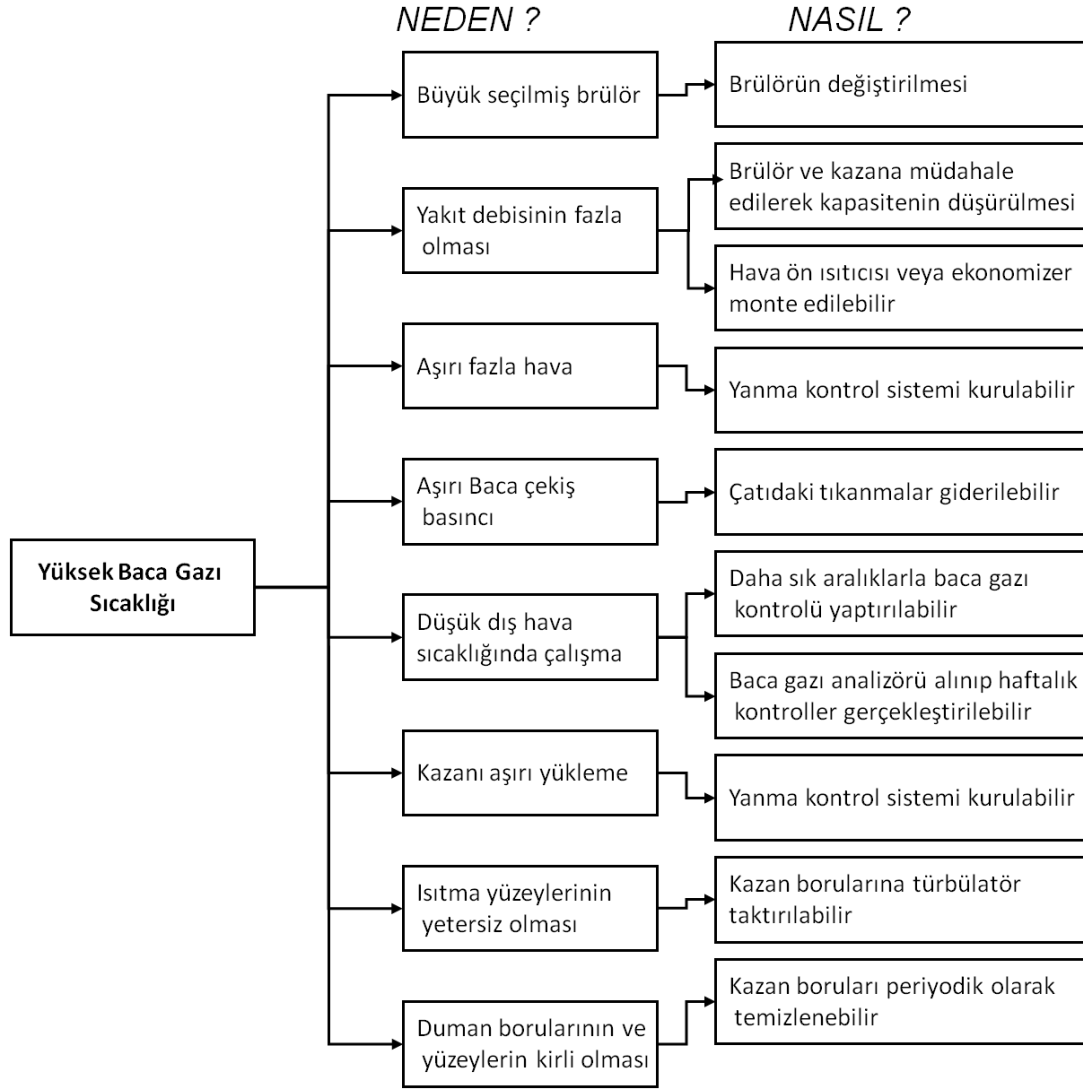 NEDEN ?
NASIL ?
Yüksek Baca Gazı
Sıcaklığı
Büyük seçilmiş brülör
Brülörün değiştirilmesi
Yakıt debisinin fazla
olması
Brülör ve kazana müdahale
edilerek kapasitenin düşürülmesi
Hava ön ısıtıcısı veya ekonomizer
monte edilebilir
Aşırı fazla hava
Yanma kontrol sistemi kurulabilir
Aşırı Baca çekiş
basıncı
Çatıdaki tıkanmalar giderilebilir
Düşük dış hava
sıcaklığında çalışma
Daha sık aralıklarla baca gazı
kontrolü yaptırılabilir
Baca gazı analizörü alınıp haftalık
kontroller gerçekleştirilebilir
Kazanı aşırı yükleme
Yanma kontrol sistemi kurulabilir
Isıtma yüzeylerinin
yetersiz olması
Kazan borularına türbülatör
taktırılabilir
Duman borularının ve
yüzeylerin kirli olması
Kazan boruları periyodik olarak
temizlenebilir